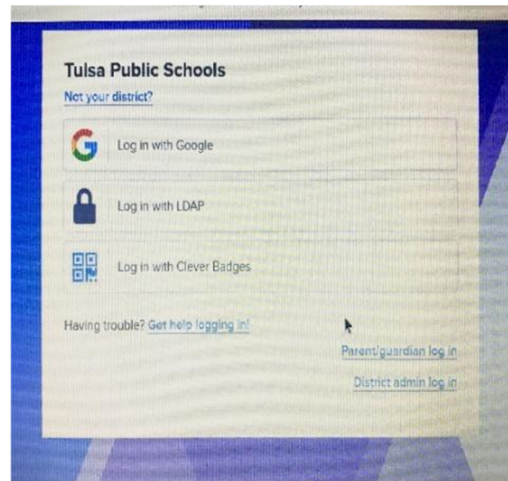 Tulsa Public Schools
Not your district?
Log in with Google
Log in with LDAP
Log in with Clever Badges
Having trouble? Get help logging in!
Parent/guardian log in
District admin log in